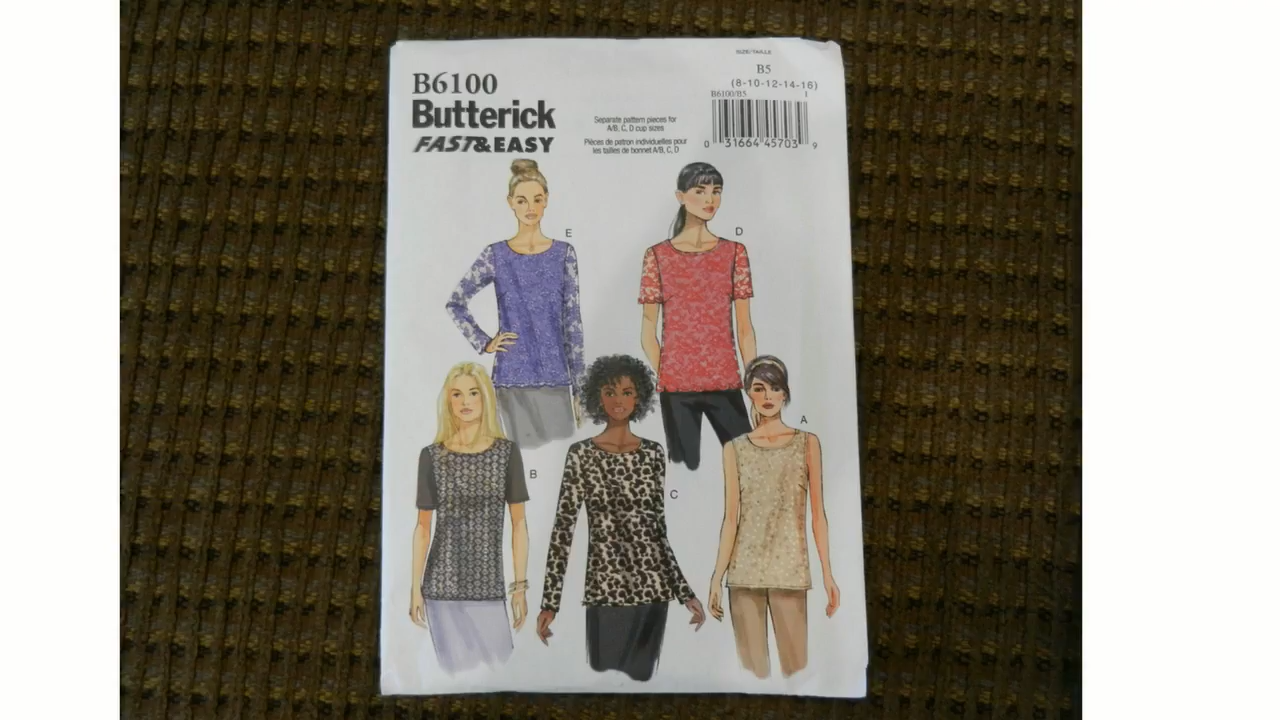 B6100
Butterick
FAST&EASY
Separate pattern pieces for
A/B, C, D cup sizes
Pièces de patron individuelles pour
les tailles de bonnet A/B, C, D
SIZE/TAILLE
B5
(8-10-12-14-16)
B6100/B5 I
0 31664 45703 9
E
D
A
B
C